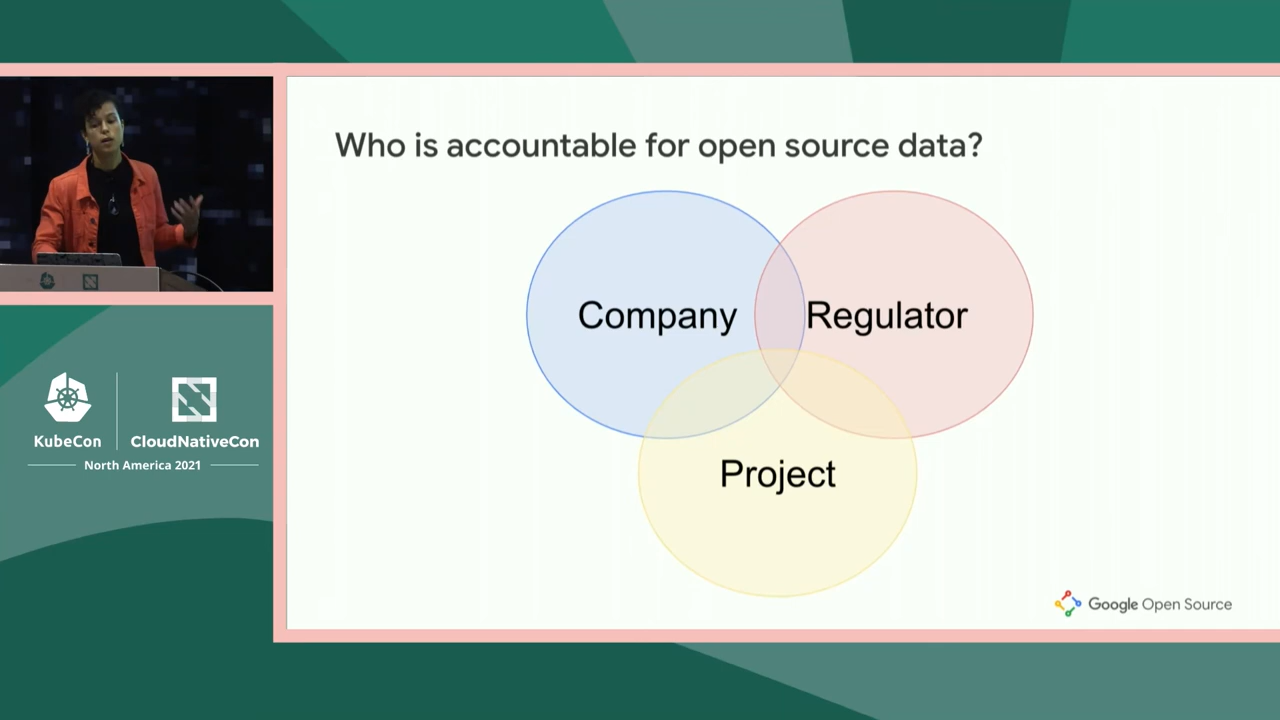 Who is accountable for open source data?
Company
Regulator
Project
KubeCon
CloudNativeCon
North America 2021
Google Open Source